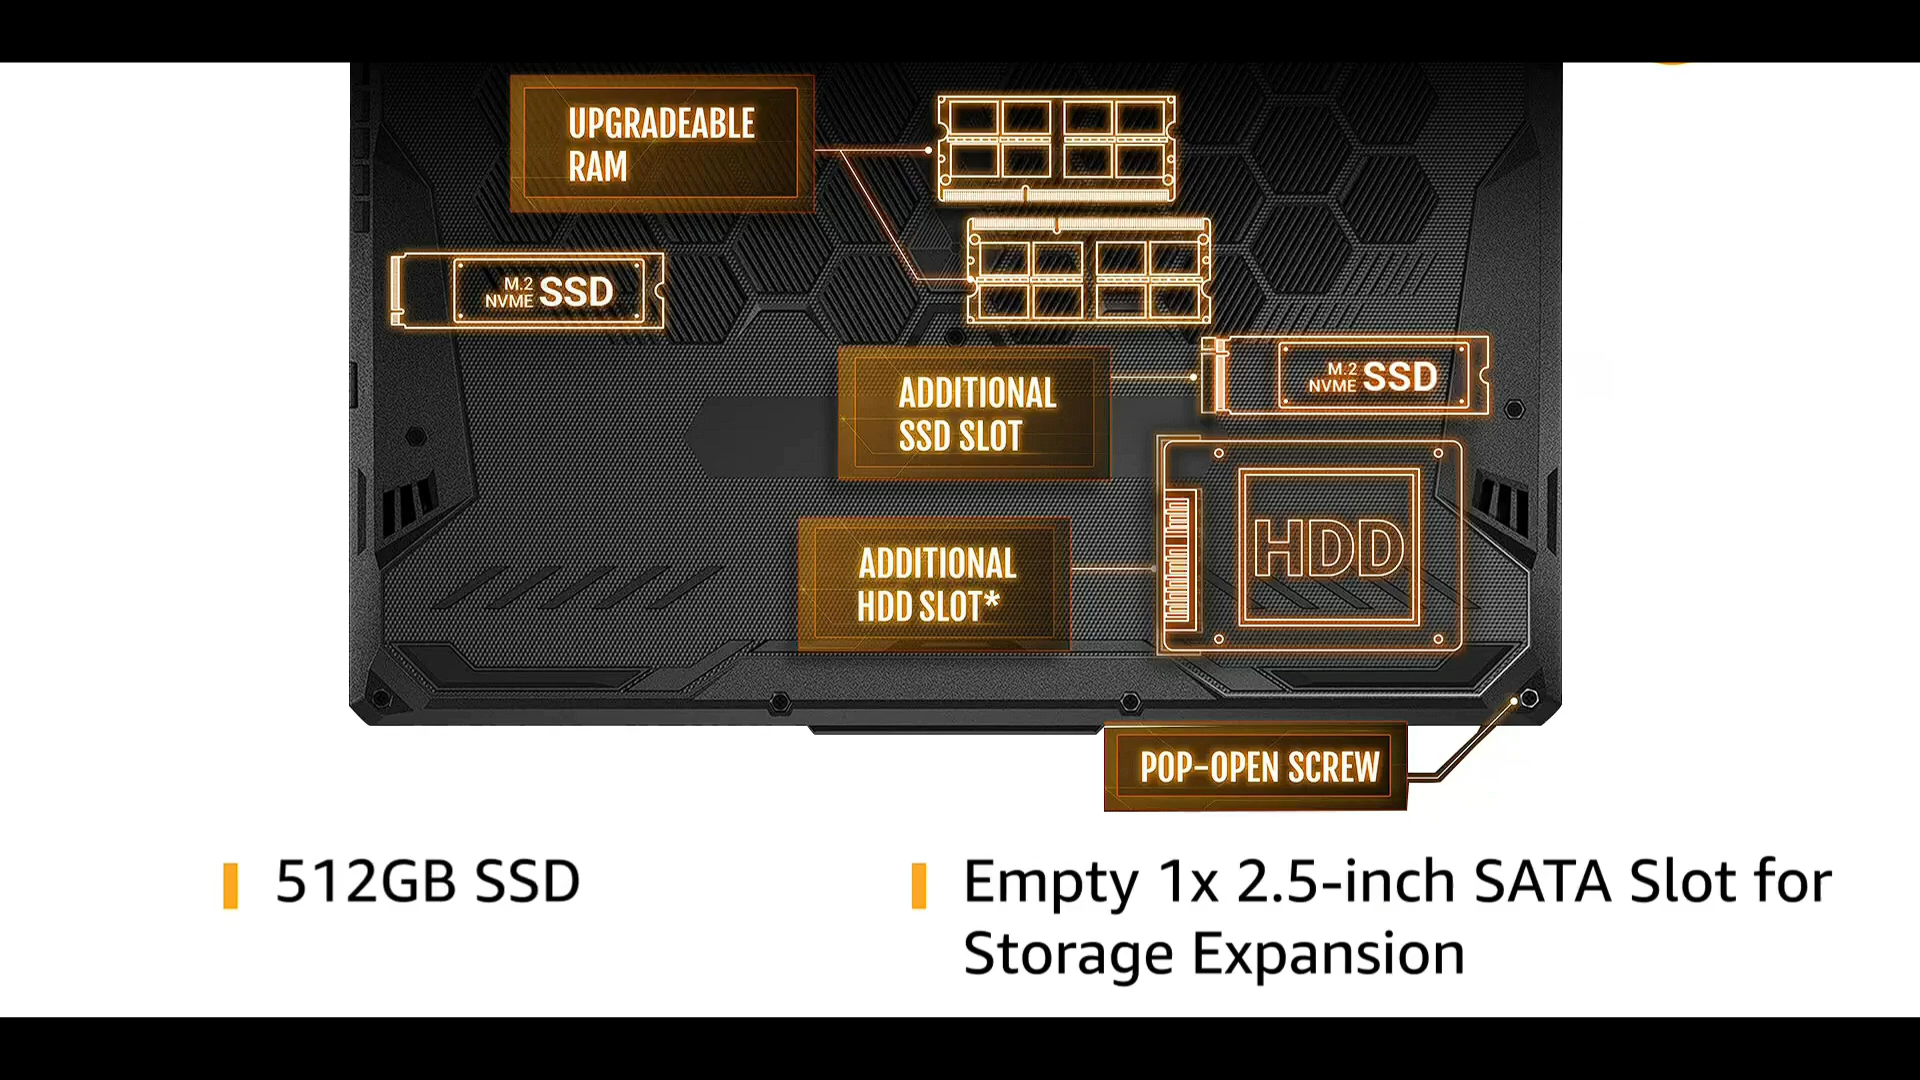 UPGRADEABLE
RAM
M.2
NVME SSD
M.2
NVME SSD
ADDITIONAL
SSD SLOT
HDD
ADDITIONAL
HDD SLOT*
POP-OPEN SCREW
512GB SSD
Empty 1x 2.5-inch SATA Slot for
Storage Expansion